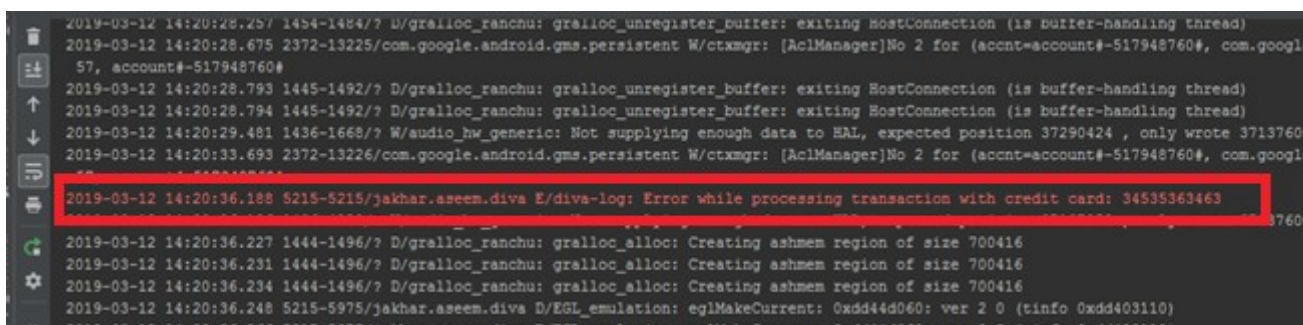 2019-03-12 14:20:28.257 1454-1484/? D/gralloc_ranchu: gralloc_unregister_buffer: exiting HostConnection (is buffer-handling thread)
2019-03-12 14:20:28.675 2372-13225/com.google.android.gms.persistent W/ctxmgr: [AclManager]No 2 for (accnt=account#-517948760#, com.googl
57, account#-517948760#
2019-03-12 14:20:28.793 1445-1492/? D/gralloc_ranchu: gralloc_unregister_buffer: exiting HostConnection (is buffer-handling thread)
2019-03-12 14:20:28.794 1445-1492/? D/gralloc_ranchu: gralloc_unregister_buffer: exiting HostConnection (is buffer-handling thread)
2019-03-12 14:20:29.481 1436-1668/? W/audio_hw_generic: Not supplying enough data to HAL, expected position 37290424 , only wrote 3713760
2019-03-12 14:20:33.693 2372-13226/com.google.android.gms.persistent W/ctxmgr: [AclManager]No 2 for (accnt=account#-517948760#, com.googl
2019-03-12 14:20:36.188 5215-5215/jakhar.aseem.diva E/diva-log: Error while processing transaction with credit card: 34535363463
3760
2019-03-12 14:20:36.227 1444-1496/? D/gralloc_ranchu: gralloc_alloc: Creating ashmem region of size 700416
2019-03-12 14:20:36.231 1444-1496/? D/gralloc_ranchu: gralloc_alloc: Creating ashmem region of size 700416
2019-03-12 14:20:36.234 1444-1496/? D/gralloc_ranchu: gralloc_alloc: Creating ashmem region of size 700416
2019-03-12 14:20:36.248 5215-5975/jakhar.aseem.diva D/EGL_emulation: eglMakeCurrent: 0xdd44d060: ver 2 0 (tinfo 0xdd403110)